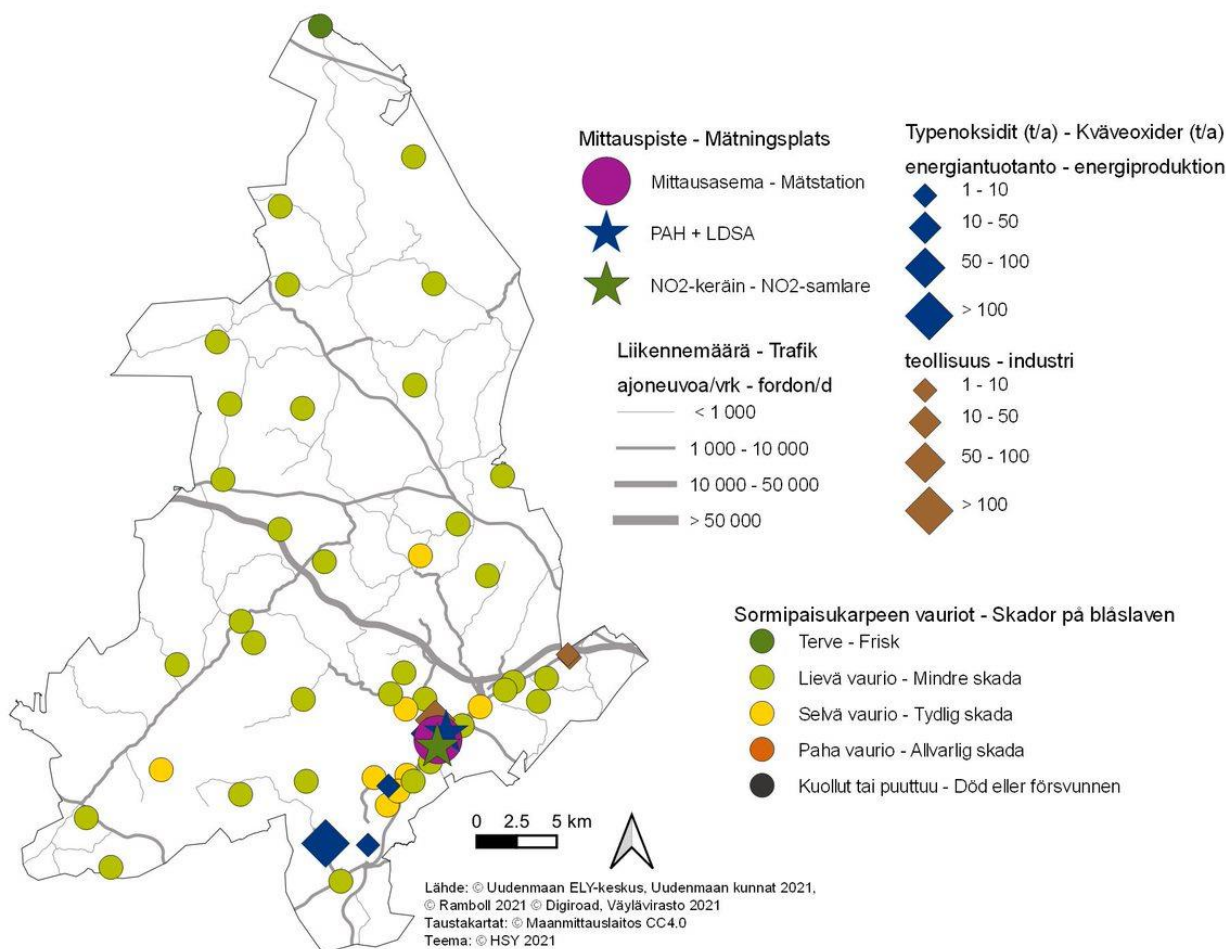 Mittauspiste - Mätningsplats
Mittausasema - Mätstation
PAH + LDSA
NO2-keräin - NO2-samlare
Liikennemäärä - Trafik
ajoneuvoa/vrk - fordon/d
< 1 000
1 000 - 10 000
10 000 - 50 000
> 50 000
Typenoksidit (t/a) - Kväveoxider (t/a)
energiantuotanto - energiproduktion
1 - 10
10 - 50
50 - 100
> 100
teollisuus - industri
1 - 10
10 - 50
50 - 100
> 100
Sormipaisukarpeen vauriot - Skador på blåslaven
Terve - Frisk
Lievä vaurio - Mindre skada
Selvä vaurio - Tydlig skada
Paha vaurio - Allvarlig skada
Kuollut tai puuttuu - Död eller försvunnen
0 2.5 5 km
Lähde: © Uudenmaan ELY-keskus, Uudenmaan kunnat 2021,
© Ramboll 2021 © Digiroad, Väylävirasto 2021
Taustakartat: © Maanmittauslaitos CC4.0
Teema: © HSY 2021